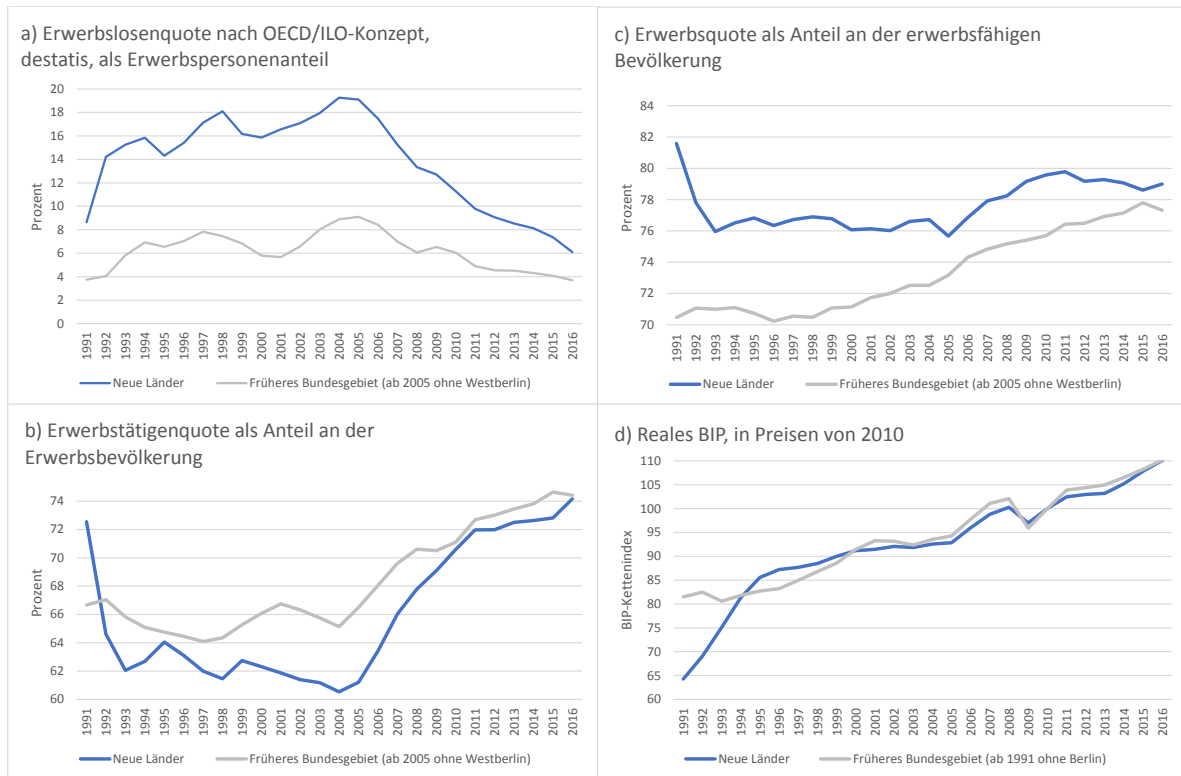 a) Erwerbslosenquote nach OECD/ILO-Konzept,
destatis, als Erwerbspersonenanteil
Prozent
20
18
16
14
12
10
8
6
4
2
0
1991 1992 1993 1994 1995 1996 1997 1998 1999 2000 2001 2002 2003 2004 2005 2006 2007 2008 2009 2010 2011 2012 2013 2014 2015 2016
Neue Länder Früheres Bundesgebiet (ab 2005 ohne Westberlin)
c) Erwerbsquote als Anteil an der erwerbsfähigen
Bevölkerung
Prozent
84
82
80
78
76
74
72
70
1991 1992 1993 1994 1995 1996 1997 1998 1999 2000 2001 2002 2003 2004 2005 2006 2007 2008 2009 2010 2011 2012 2013 2014 2015 2016
Neue Länder Früheres Bundesgebiet (ab 2005 ohne Westberlin)
b) Erwerbstätigenquote als Anteil an der
Erwerbsbevölkerung
Prozent
74
72
70
68
66
64
62
60
1991 1992 1993 1994 1995 1996 1997 1998 1999 2000 2001 2002 2003 2004 2005 2006 2007 2008 2009 2010 2011 2012 2013 2014 2015 2016
Neue Länder Früheres Bundesgebiet (ab 2005 ohne Westberlin)
d) Reales BIP, in Preisen von 2010
BIP-Kettenindex
110
105
100
95
90
85
80
75
70
65
60
1991 1992 1993 1994 1995 1996 1997 1998 1999 2000 2001 2002 2003 2004 2005 2006 2007 2008 2009 2010 2011 2012 2013 2014 2015 2016
Neue Länder Früheres Bundesgebiet (ab 1991 ohne Berlin)